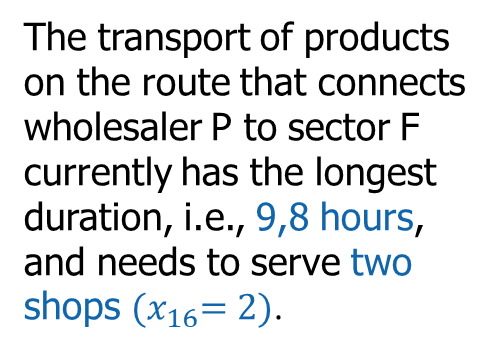 The transport of products
on the route that connects
wholesaler P to sector F
currently has the longest
duration, i.e., 9,8 hours,
and needs to serve two
shops (x₁₆= 2).